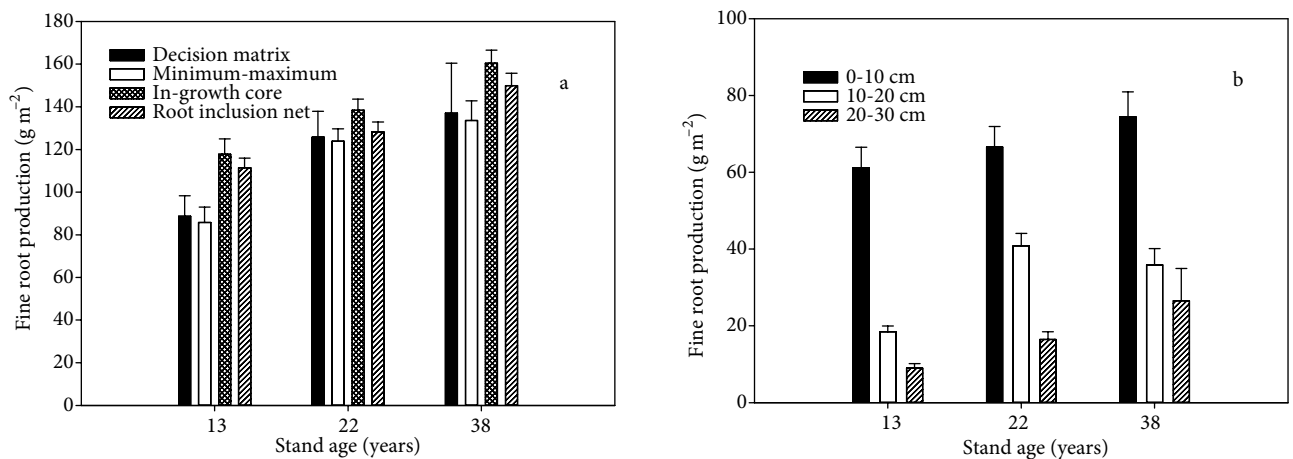 Fine root production (g m⁻²)
180
160
140
120
100
80
60
40
20
0
Decision matrix
Minimum-maximum
In-growth core
Root inclusion net
a
13
22
38
Stand age (years)
Fine root production (g m⁻²)
100
80
60
40
20
0
0-10 cm
10-20 cm
20-30 cm
b
13
22
38
Stand age (years)